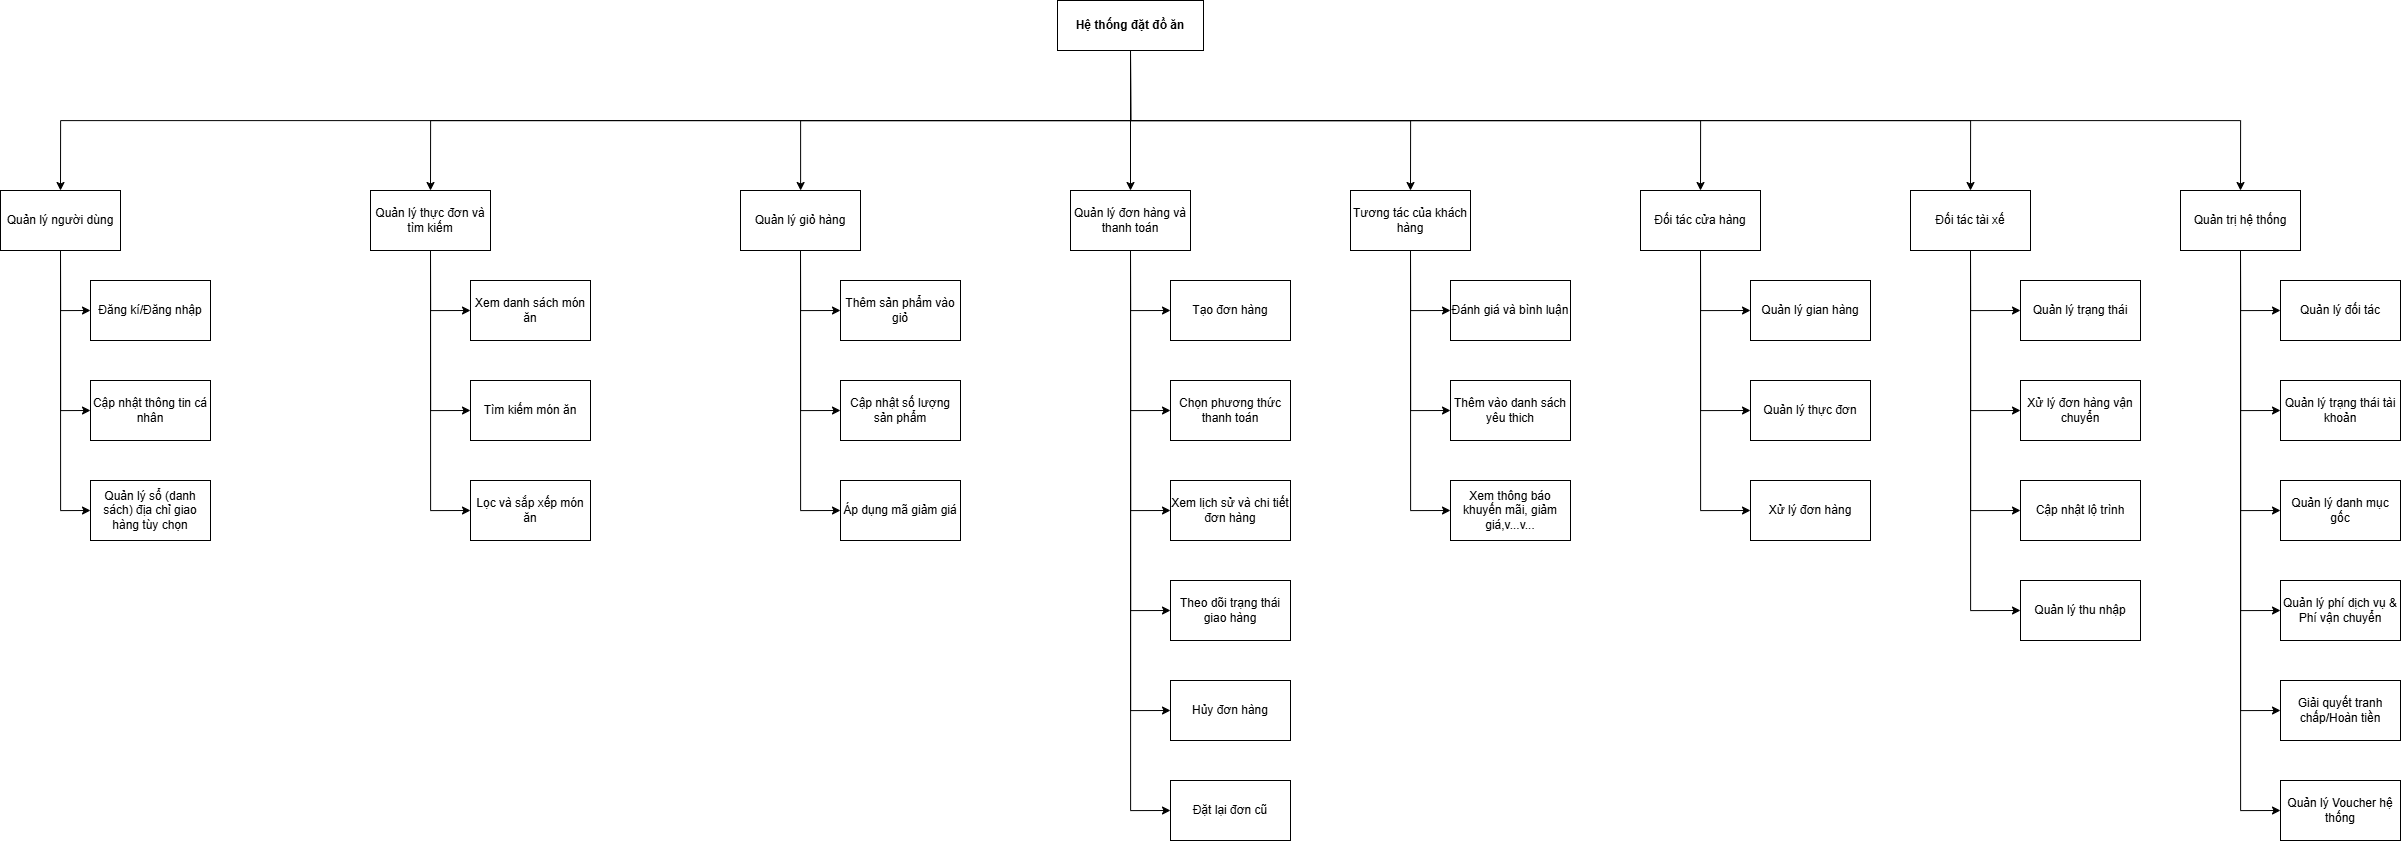 Hệ thống đặt đồ ăn
Quản lý người dùng
Đăng kí/Đăng nhập
Cập nhật thông tin cá
nhân
Quản lý sổ (danh
sách) địa chỉ giao
hàng tùy chọn
Quản lý thực đơn và
tìm kiếm
Xem danh sách món
ăn
Tìm kiếm món ăn
Lọc và sắp xếp món
ăn
Quản lý giỏ hàng
Thêm sản phẩm vào
giỏ
Cập nhật số lượng
sản phẩm
Áp dụng mã giảm giá
Quản lý đơn hàng và
thanh toán
Tạo đơn hàng
Chọn phương thức
thanh toán
Xem lịch sử và chi tiết
đơn hàng
Theo dõi trạng thái
giao hàng
Hủy đơn hàng
Đặt lại đơn cũ
Tương tác của khách
hàng
Đánh giá và bình luận
Thêm vào danh sách
yêu thich
Xem thông báo
khuyến mãi, giảm
giá,v...v...
Đối tác cửa hàng
Quản lý gian hàng
Quản lý thực đơn
Xử lý đơn hàng
Đối tác tài xế
Quản lý trạng thái
Xử lý đơn hàng vận
chuyển
Cập nhật lộ trình
Quản lý thu nhập
Quản trị hệ thống
Quản lý đối tác
Quản lý trạng thái tài
khoản
Quản lý danh mục
gốc
Quản lý phí dịch vụ &
Phí vận chuyển
Giải quyết tranh
chấp/Hoàn tiền
Quản lý Voucher hệ
thống